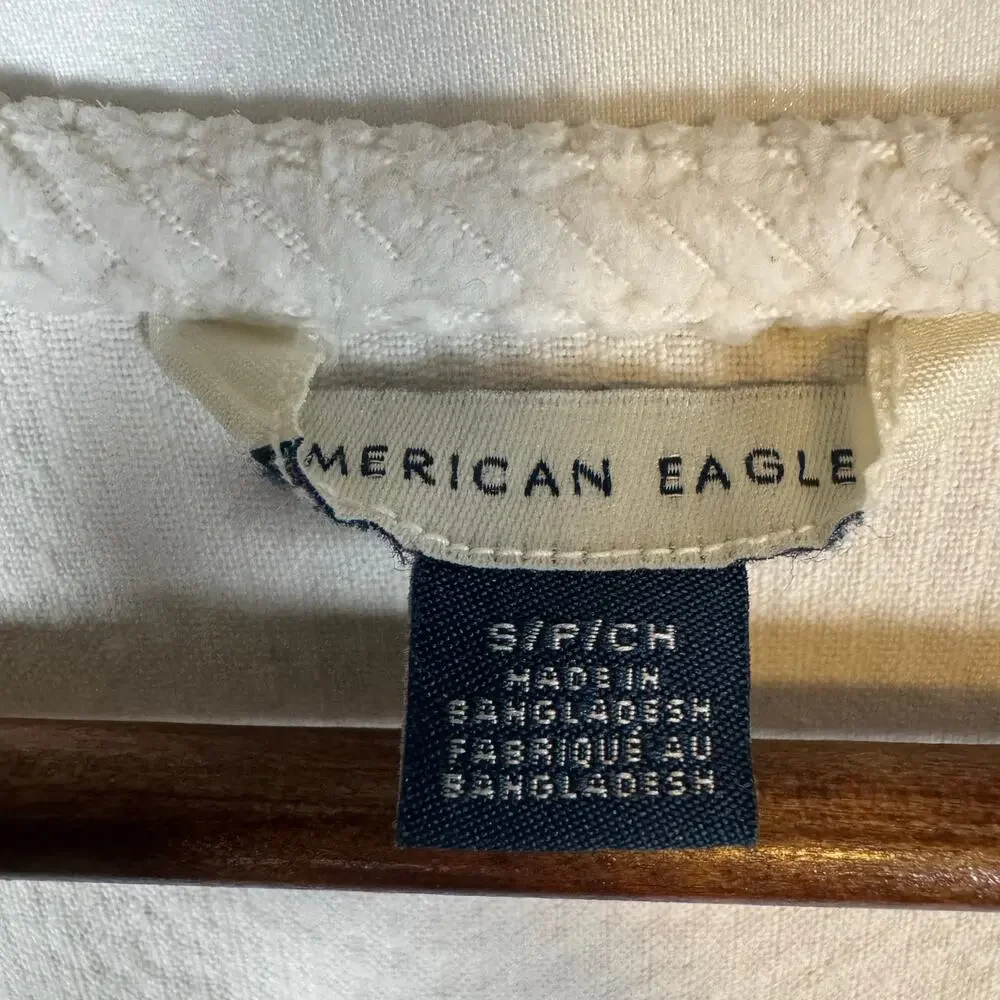 AMERICAN EAGLE
S/P/CH
MADE IN
BANGLADESH
FABRIQUÉ AU
BANGLADESH